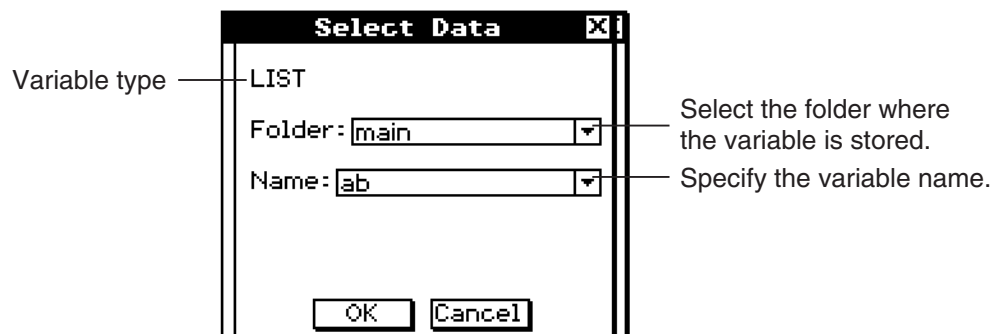 Select Data
Variable type
LIST
Folder:
main
Select the folder where
the variable is stored.
Name:
ab
Specify the variable name.
OK
Cancel